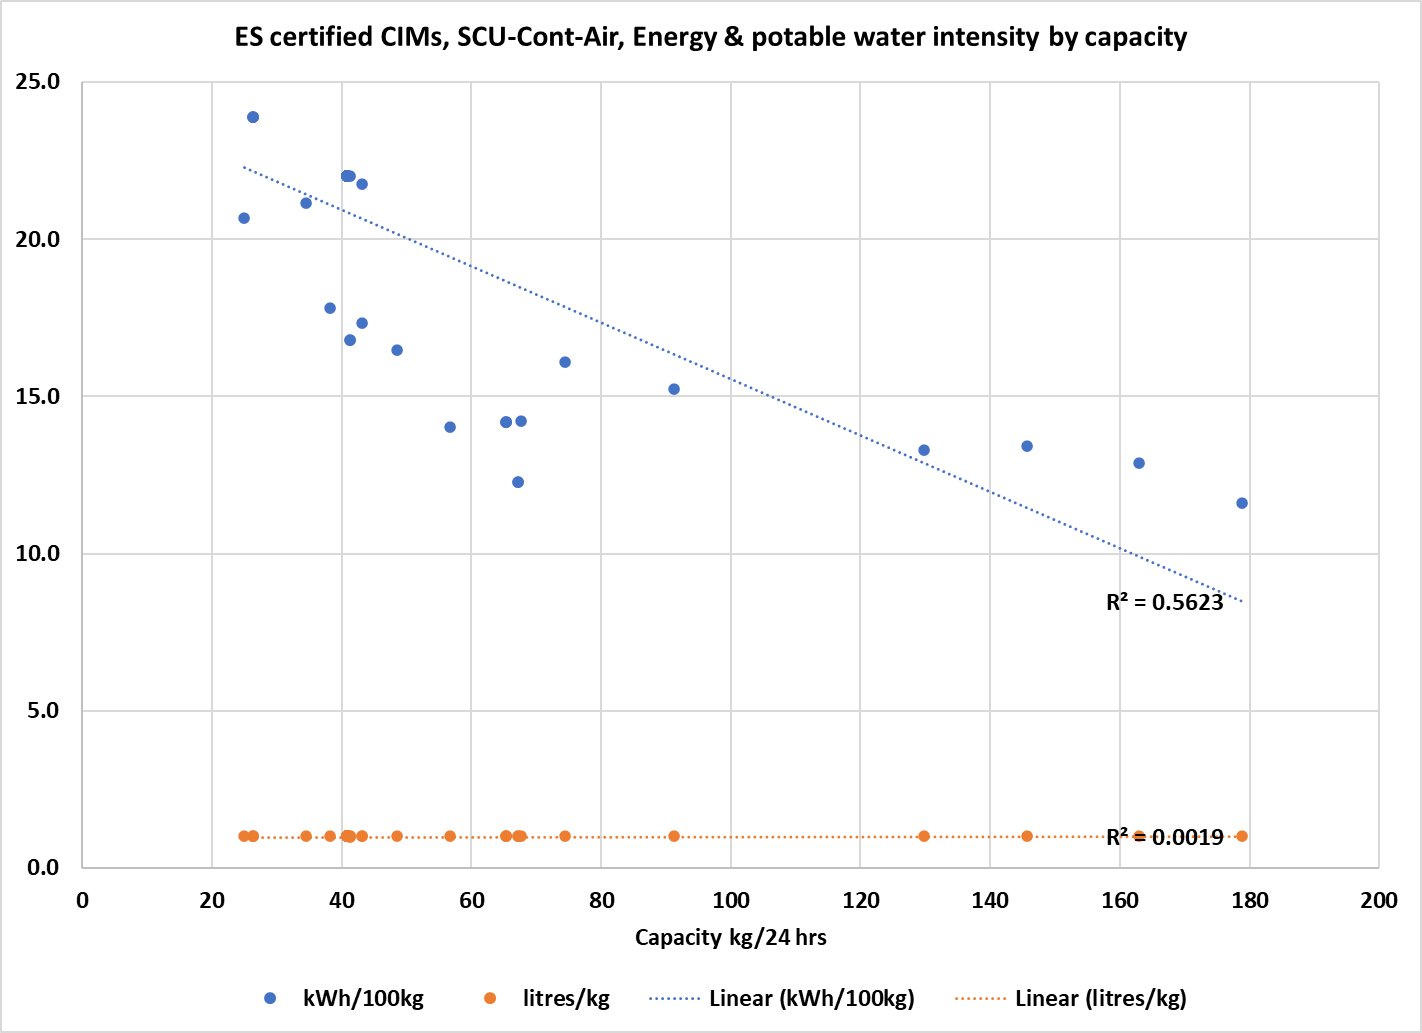 ES certified CIMs, SCU-Cont-Air, Energy & potable water intensity by capacity
25.0
20.0
15.0
10.0
5.0
0.0
R² = 0.5623
R² = 0.0019
0 20 40 60 80 100 120 140 160 180 200
Capacity kg/24 hrs
kWh/100kg litres/kg Linear (kWh/100kg) Linear (litres/kg)